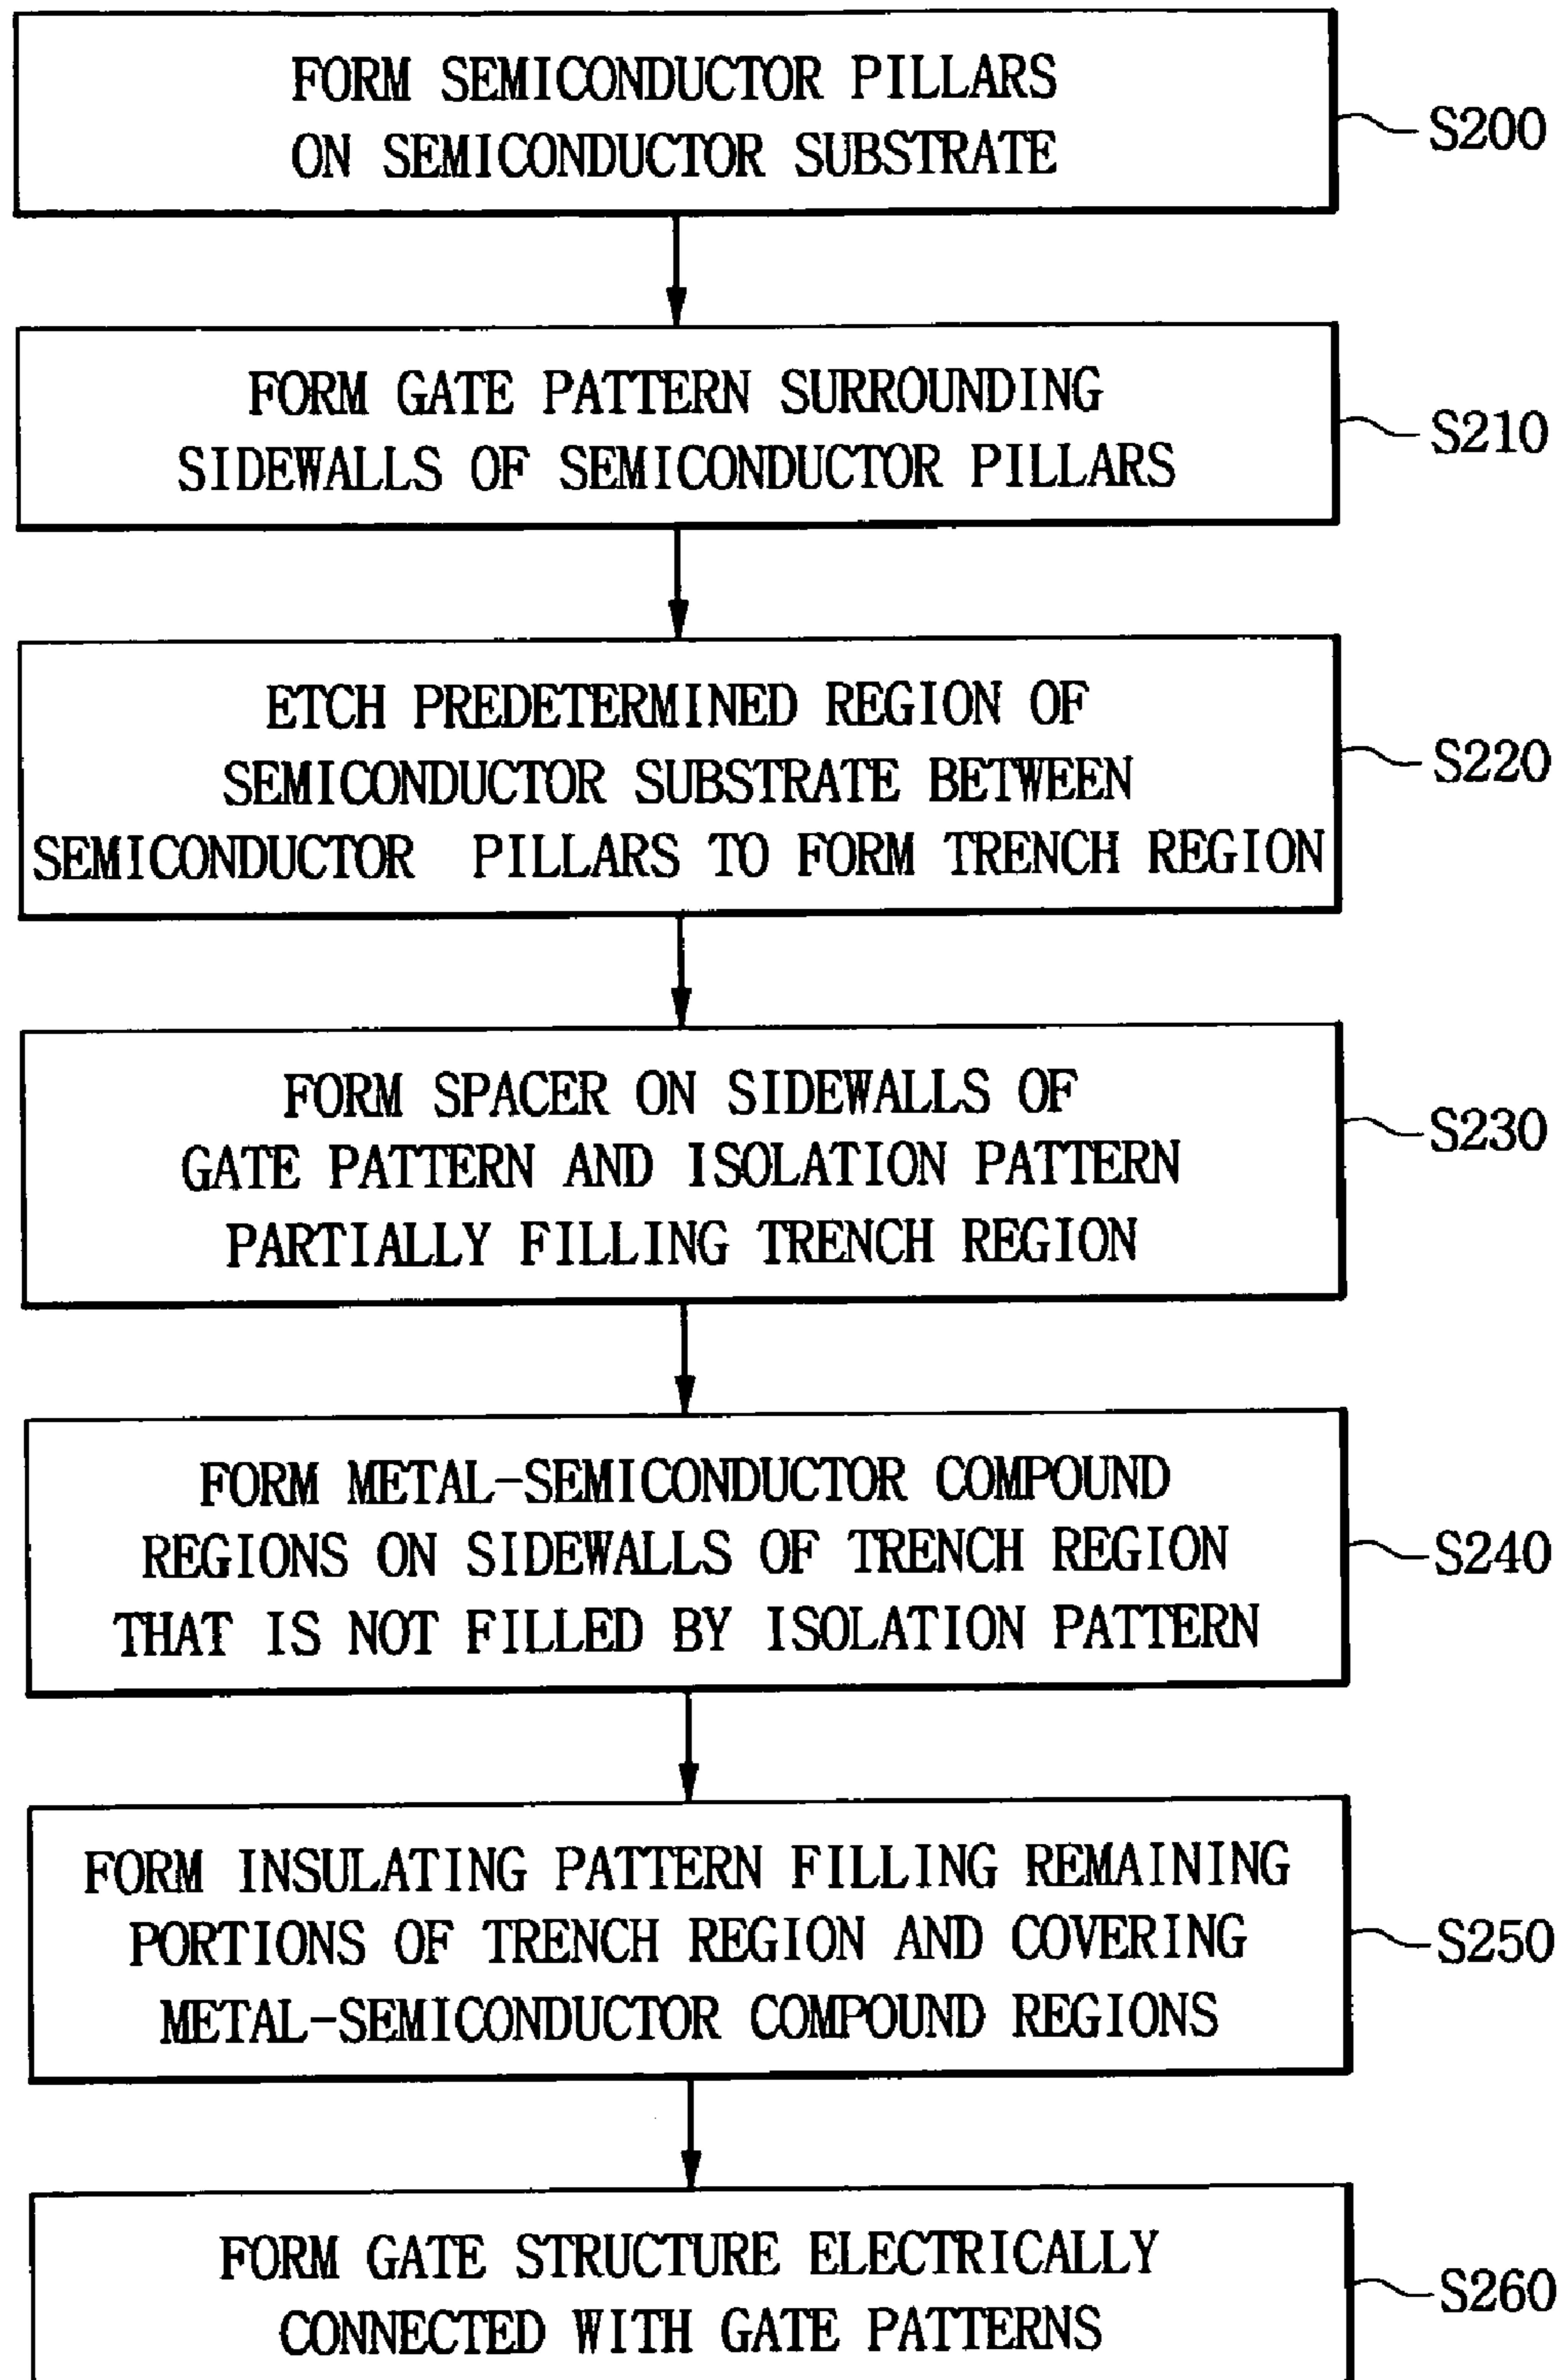 FORM SEMICONDUCTOR PILLARS
ON SEMICONDUCTOR SUBSTRATE
S200
FORM GATE PATTERN SURROUNDING
SIDEWALLS OF SEMICONDUCTOR PILLARS
S210
ETCH PREDETERMINED REGION OF
SEMICONDUCTOR SUBSTRATE BETWEEN
SEMICONDUCTOR PILLARS TO FORM TRENCH REGION
S220
FORM SPACER ON SIDEWALLS OF
GATE PATTERN AND ISOLATION PATTERN
PARTIALLY FILLING TRENCH REGION
S230
FORM METAL-SEMICONDUCTOR COMPOUND
REGIONS ON SIDEWALLS OF TRENCH REGION
THAT IS NOT FILLED BY ISOLATION PATTERN
S240
FORM INSULATING PATTERN FILLING REMAINING
PORTIONS OF TRENCH REGION AND COVERING
METAL-SEMICONDUCTOR COMPOUND REGIONS
S250
FORM GATE STRUCTURE ELECTRICALLY
CONNECTED WITH GATE PATTERNS
S260